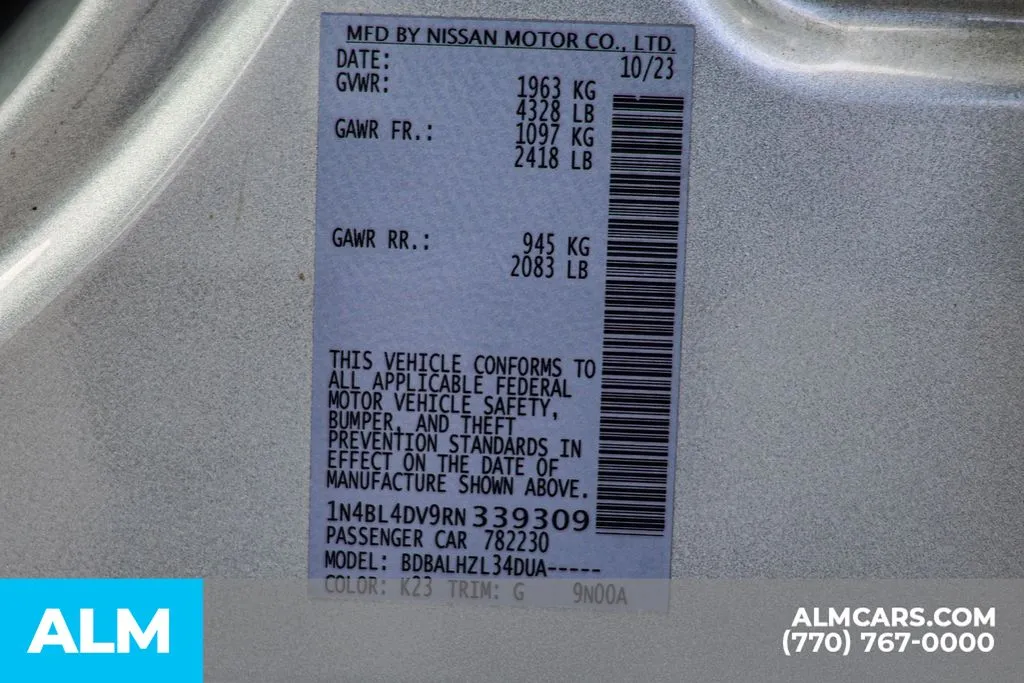 MFD BY NISSAN MOTOR CO., LTD.
DATE: 10/23
GVWR: 1963 KG
4328 LB
GAWR FR.: 1097 KG
2418 LB
GAWR RR.: 945 KG
2083 LB
THIS VEHICLE CONFORMS TO
ALL APPLICABLE FEDERAL
MOTOR VEHICLE SAFETY,
BUMPER, AND THEFT
PREVENTION STANDARDS IN
EFFECT ON THE DATE OF
MANUFACTURE SHOWN ABOVE.
1N4BL4DV9RN339309
PASSENGER CAR 782230
MODEL: BDBALHZL34DUA-----
COLOR: K23 TRIM: G 9N00A
ALM
ALMCARS.COM
(770) 767-0000